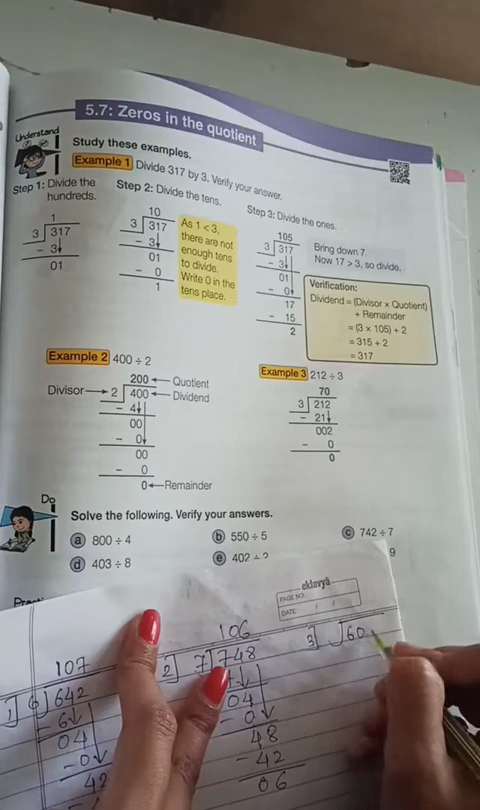 5.7: Zeros in the quotient
Understand
Study these examples.
Example 1 Divide 317 by 3. Verify your answer.
Step 1: Divide the hundreds.
1
3 317
- 3↓
01
Step 2: Divide the tens.
10
3 317
- 3↓
01
- 0
1
As 1 < 3,
there are not
enough tens
to divide.
Write 0 in the
tens place.
Step 3: Divide the ones.
105
3 317
- 3↓
01
- 0↓
17
- 15
2
Bring down 7.
Now 17 > 3, so divide.
Verification:
Dividend = (Divisor × Quotient)
+ Remainder
= (3 × 105) + 2
= 315 + 2
= 317
Example 2 400 ÷ 2
200 ← Quotient
Divisor → 2 400 ← Dividend
- 4↓
00
- 0↓
00
- 0
0 ← Remainder
Example 3 212 ÷ 3
70
3 212
- 21↓
002
- 0
0
Do
Solve the following. Verify your answers.
a 800 ÷ 4
b 550 ÷ 5
c 742 ÷ 7
d 403 ÷ 8
e 402 ÷
9
eklavya
PAGE NO.
DATE
107
1] 6 642
- 6↓
04
- 0↓
42
106
2] 7 748
04
- 0↓
48
- 42
06
3] 60